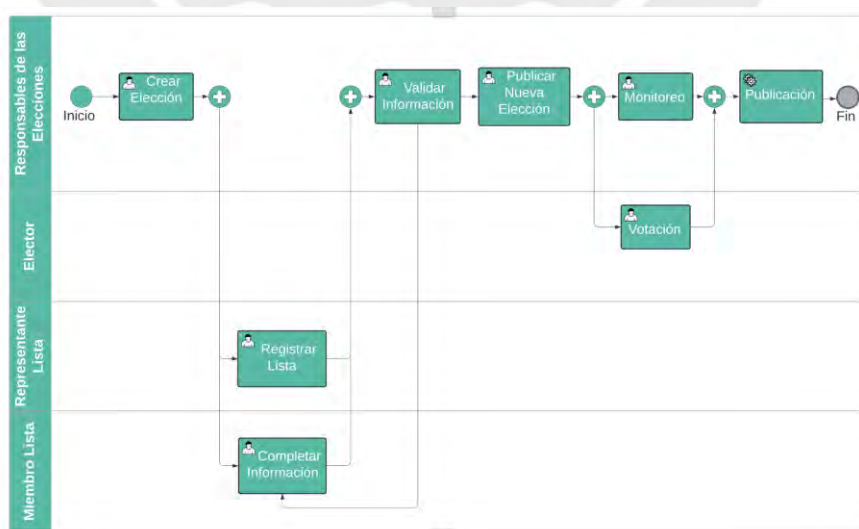 Responsables de las
Elecciones
Inicio
Crear
Elección
Validar
Información
Publicar
Nueva
Elección
Monitoreo
Publicación
Fin
Elector
Votación
Representante
Lista
Registrar
Lista
Miembro Lista
Completar
Información